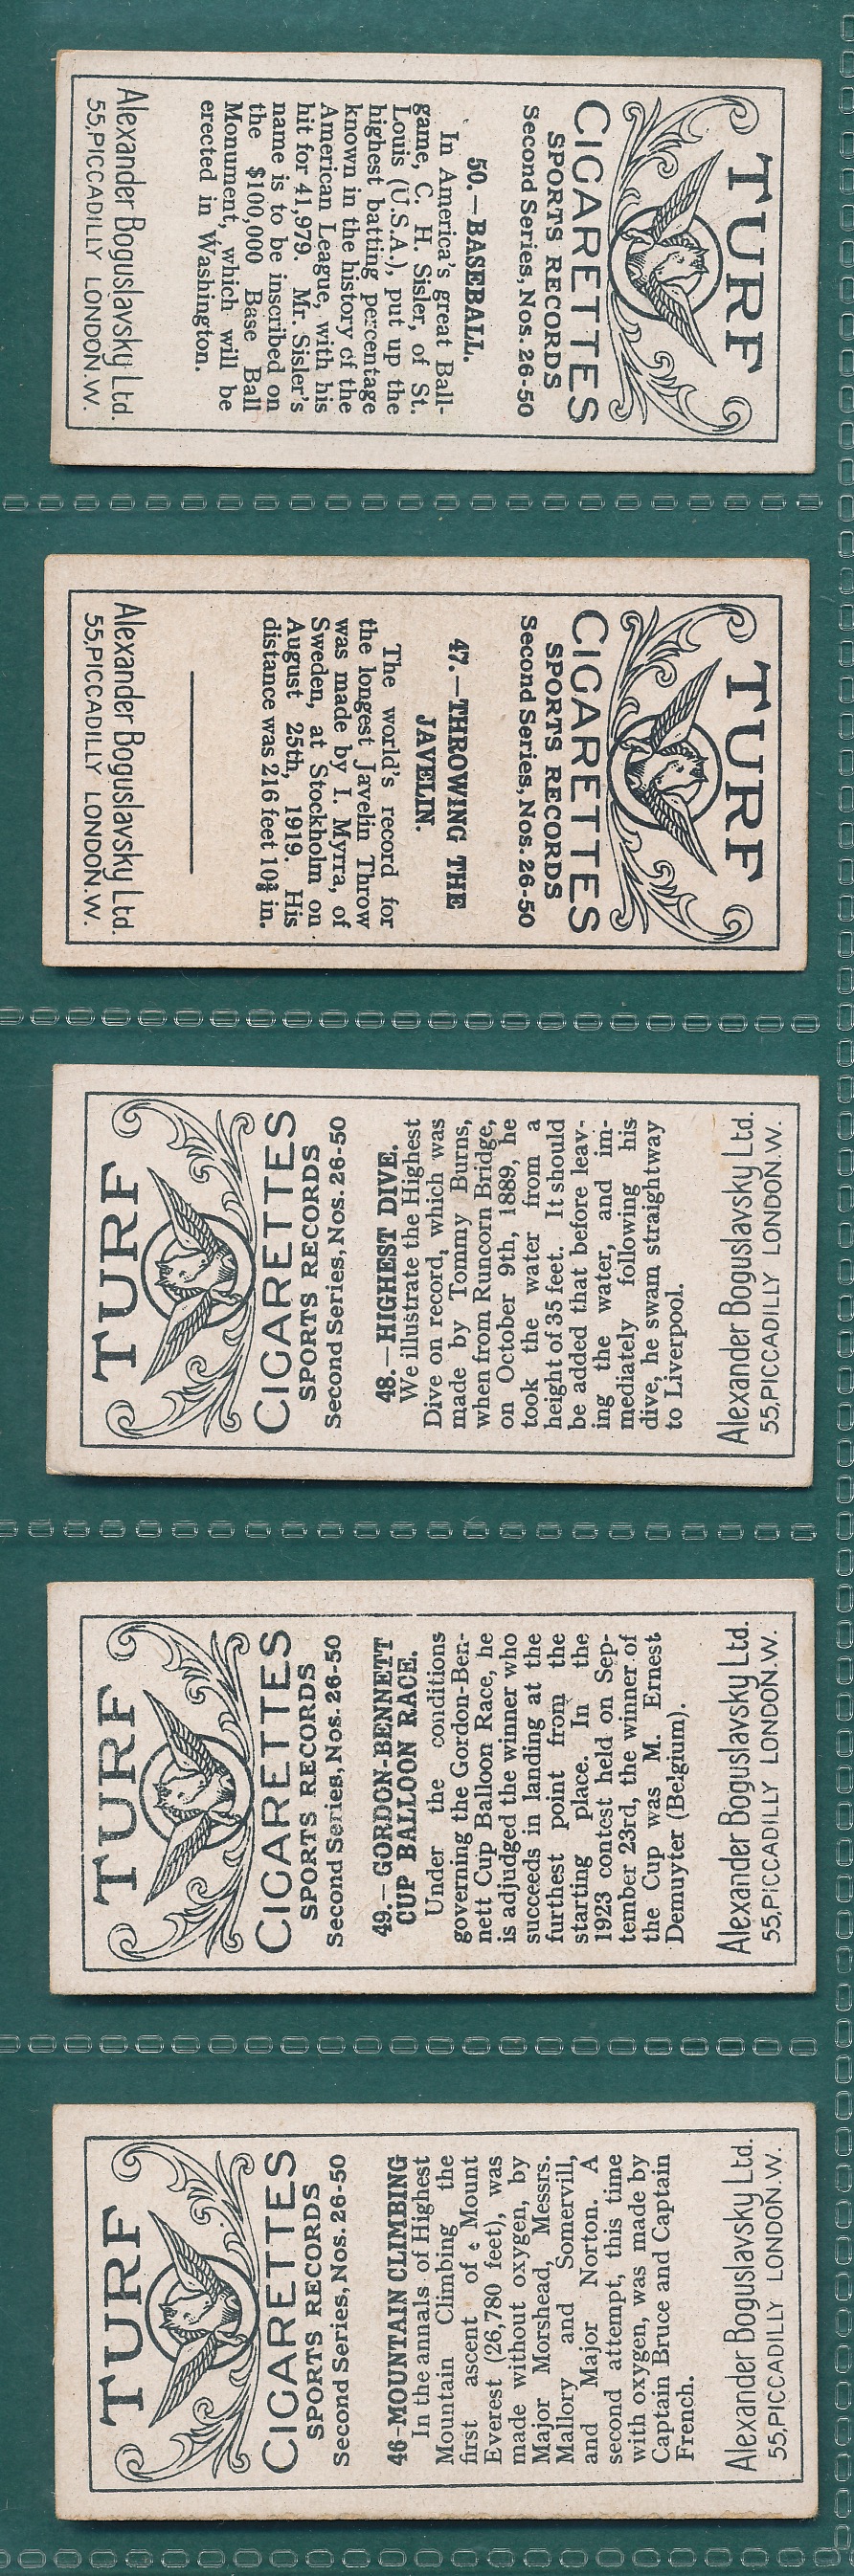 TURF
CIGARETTES
SPORTS RECORDS
Second Series, Nos. 26-50
50.—BASEBALL.
In America's great Ball-
game, C. H. Sisler, of St.
Louis (U.S.A.), put up the
highest batting percentage
known in the history of the
American League, with his
hit for 41,979. Mr. Sisler's
name is to be inscribed on
the $100,000 Base Ball
Monument, which will be
erected in Washington.
Alexander Boguslavsky Ltd.
55, PICCADILLY LONDON. W.
TURF
CIGARETTES
SPORTS RECORDS
Second Series, Nos. 26-50
47.—THROWING THE
JAVELIN.
The world's record for
the longest Javelin Throw
was made by I. Myrra, of
Sweden, at Stockholm on
August 25th, 1919. His
distance was 216 feet 10¾ in.
Alexander Boguslavsky Ltd.
55, PICCADILLY LONDON. W.
TURF
CIGARETTES
SPORTS RECORDS
Second Series, Nos. 26-50
48.—HIGHEST DIVE.
We illustrate the Highest
Dive on record, which was
made by Tommy Burns,
when from Runcorn Bridge,
on October 9th, 1889, he
took the water from a
height of 35 feet. It should
be added that before leav-
ing the water, and im-
mediately following his
dive, he swam straightway
to Liverpool.
Alexander Boguslavsky Ltd.
55, PICCADILLY LONDON. W.
TURF
CIGARETTES
SPORTS RECORDS
Second Series, Nos. 26-50
49.—GORDON-BENNETT
CUP BALLOON RACE.
Under the conditions
governing the Gordon-Ben-
nett Cup Balloon Race, he
is adjudged the winner who
succeeds in landing at the
furthest point from the
starting place. In the
1923 contest held on Sep-
tember 23rd, the winner of
the Cup was M. Ernest
Demuyter (Belgium).
Alexander Boguslavsky Ltd.
55, PICCADILLY LONDON. W.
TURF
CIGARETTES
SPORTS RECORDS
Second Series, Nos. 26-50
46—MOUNTAIN CLIMBING
In the annals of Highest
Mountain Climbing the
first ascent of Mount
Everest (26,780 feet), was
made without oxygen, by
Major Morshead, Messrs.
Mallory and Somervill,
and Major Norton. A
second attempt, this time
with oxygen, was made by
Captain Bruce and Captain
French.
Alexander Boguslavsky Ltd.
55, PICCADILLY LONDON. W.